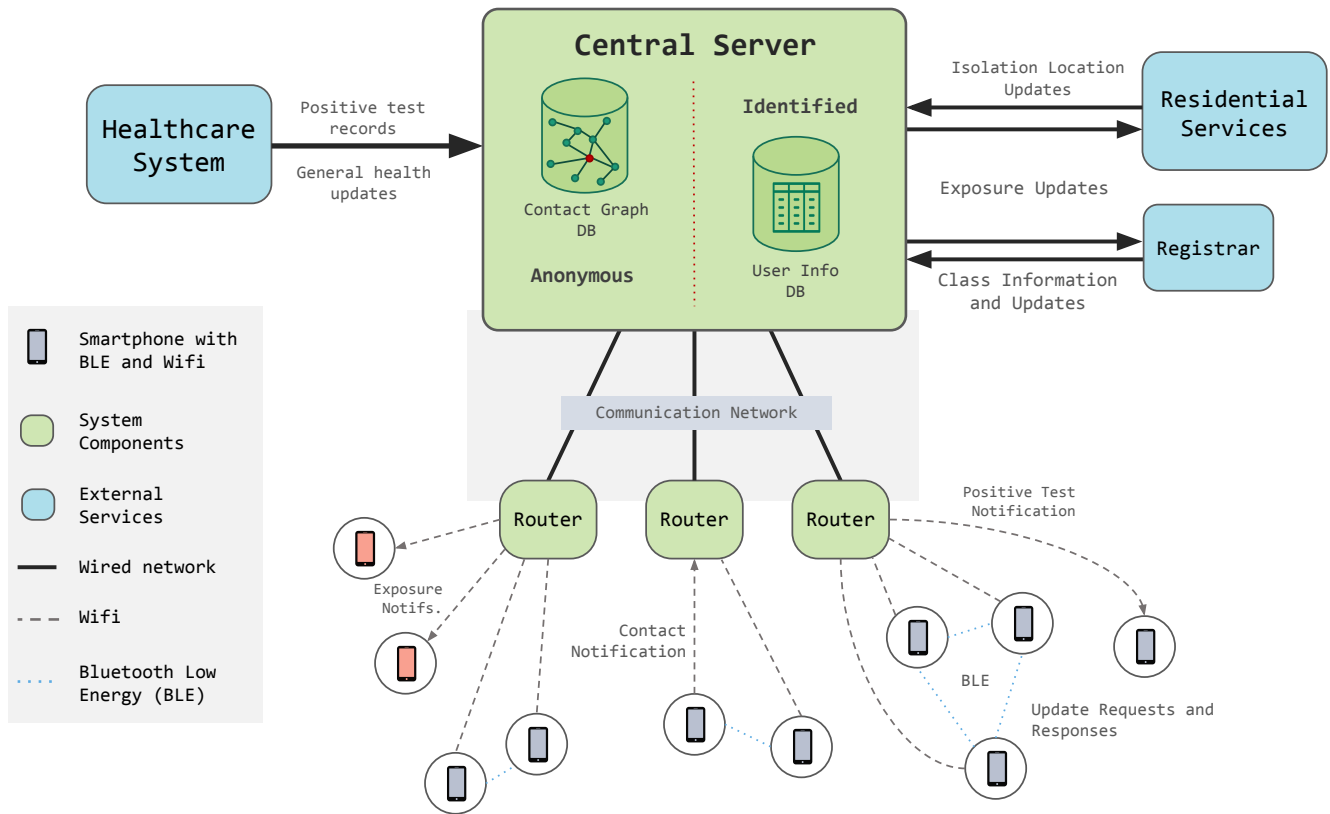 Central Server
Healthcare
System
Positive test
records
General health
updates
Contact Graph
DB
Anonymous
Identified
User Info
DB
Isolation Location
Updates
Residential
Services
Exposure Updates
Registrar
Class Information
and Updates
Smartphone with
BLE and Wifi
System
Components
External
Services
Wired network
Wifi
Bluetooth Low
Energy (BLE)
Communication Network
Router
Router
Router
Positive Test
Notification
Exposure
Notifs.
Contact
Notification
BLE
Update Requests and
Responses